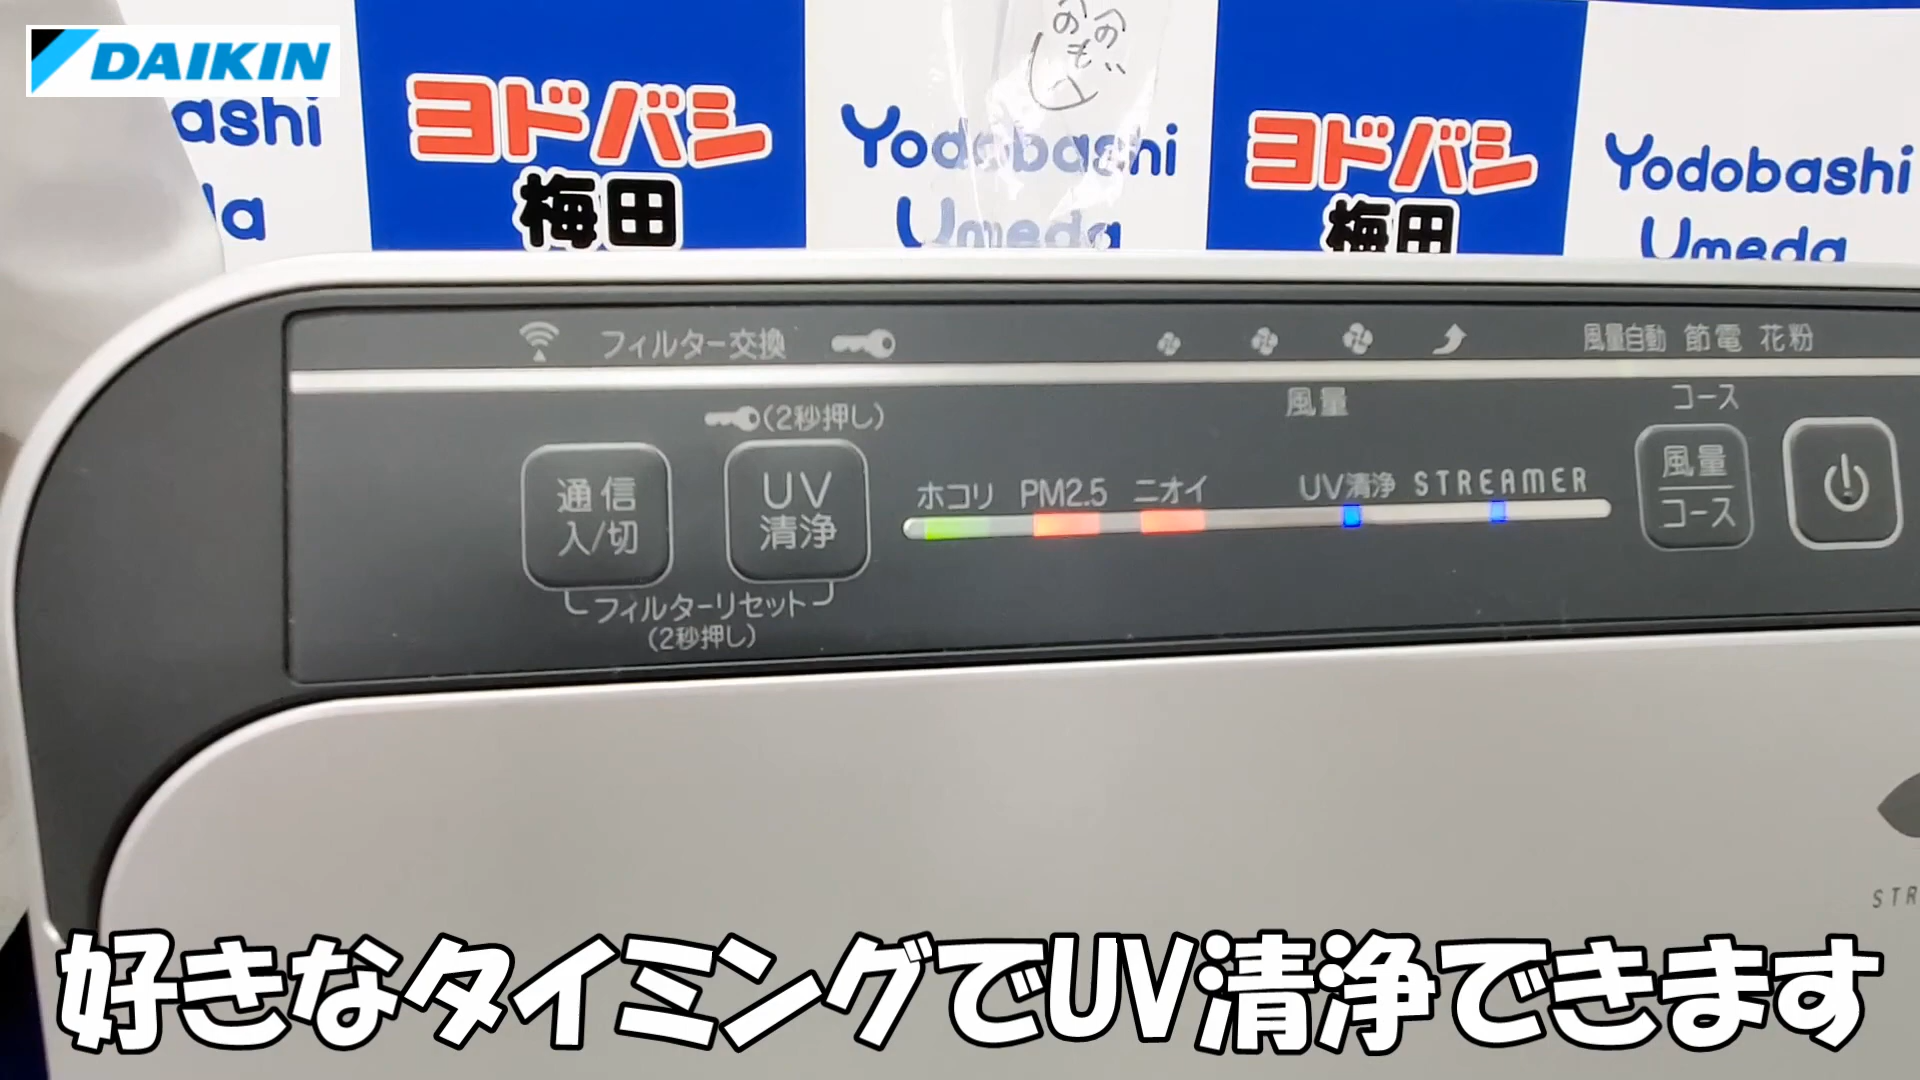 DAIKIN
ashi
a
ヨドバシ
梅田
Yodobashi
Umeda
ヨドバシ
梅田
Yodobashi
Umeda
フィルター交換
風量自動 節電 花粉
(2秒押し)
風量
コース
通信
入/切
UV
清浄
ホコリ PM2.5 ニオイ
UV清浄 STREAMER
風量
コース
フィルターリセット
(2秒押し)
STR
好きなタイミングでUV清浄できます